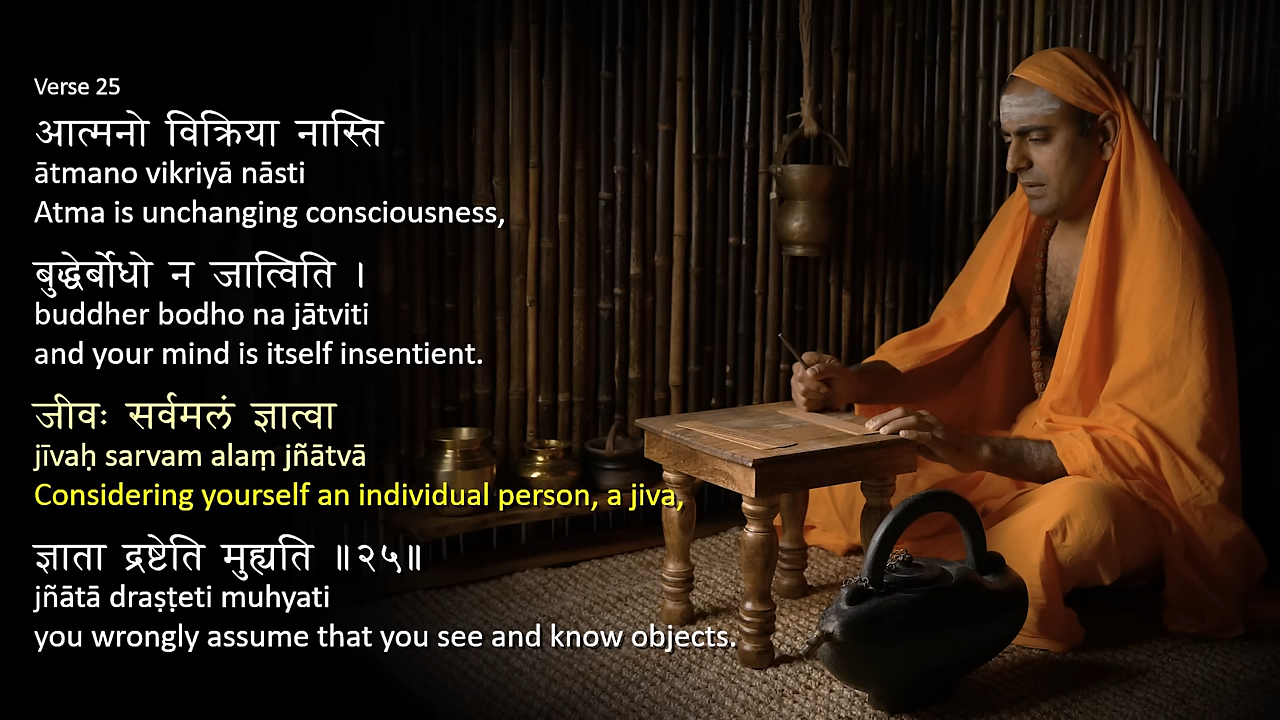 Verse 25
आत्मनो विक्रिया नास्ति
ātmano vikriyā nāsti
Atma is unchanging consciousness,
बुद्धेर्बोधो न जात्विति ।
buddher bodho na jātviti
and your mind is itself insentient.
जीवः सर्वमलं ज्ञात्वा
jīvaḥ sarvam alaṃ jñātvā
Considering yourself an individual person, a jiva,
ज्ञाता द्रष्टेति मुह्यति ॥२५॥
jñātā draṣṭeti muhyati
you wrongly assume that you see and know objects.